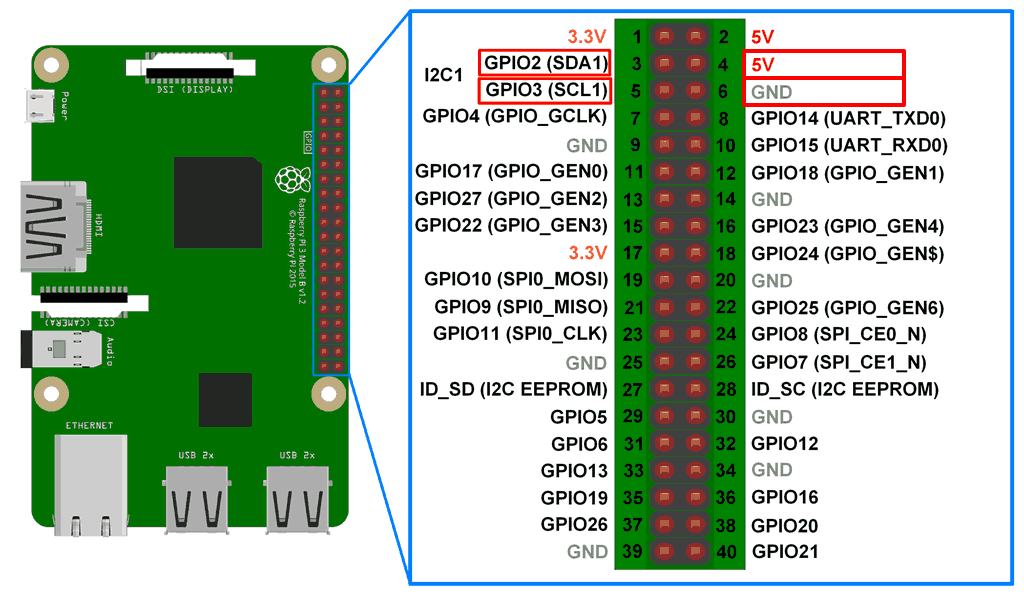 DSI (DISPLAY)
Power
HDMI
GPIO
Raspberry Pi 3 Model B v1.2
© Raspberry Pi 2015
CSI (CAMERA)
Audio
ETHERNET
USB 2x
USB 2x
I2C1
3.3V 1 2 5V
GPIO2 (SDA1) 3 4 5V
GPIO3 (SCL1) 5 6 GND
GPIO4 (GPIO_GCLK) 7 8 GPIO14 (UART_TXD0)
GND 9 10 GPIO15 (UART_RXD0)
GPIO17 (GPIO_GEN0) 11 12 GPIO18 (GPIO_GEN1)
GPIO27 (GPIO_GEN2) 13 14 GND
GPIO22 (GPIO_GEN3) 15 16 GPIO23 (GPIO_GEN4)
3.3V 17 18 GPIO24 (GPIO_GEN$)
GPIO10 (SPI0_MOSI) 19 20 GND
GPIO9 (SPI0_MISO) 21 22 GPIO25 (GPIO_GEN6)
GPIO11 (SPI0_CLK) 23 24 GPIO8 (SPI_CE0_N)
GND 25 26 GPIO7 (SPI_CE1_N)
ID_SD (I2C EEPROM) 27 28 ID_SC (I2C EEPROM)
GPIO5 29 30 GND
GPIO6 31 32 GPIO12
GPIO13 33 34 GND
GPIO19 35 36 GPIO16
GPIO26 37 38 GPIO20
GND 39 40 GPIO21